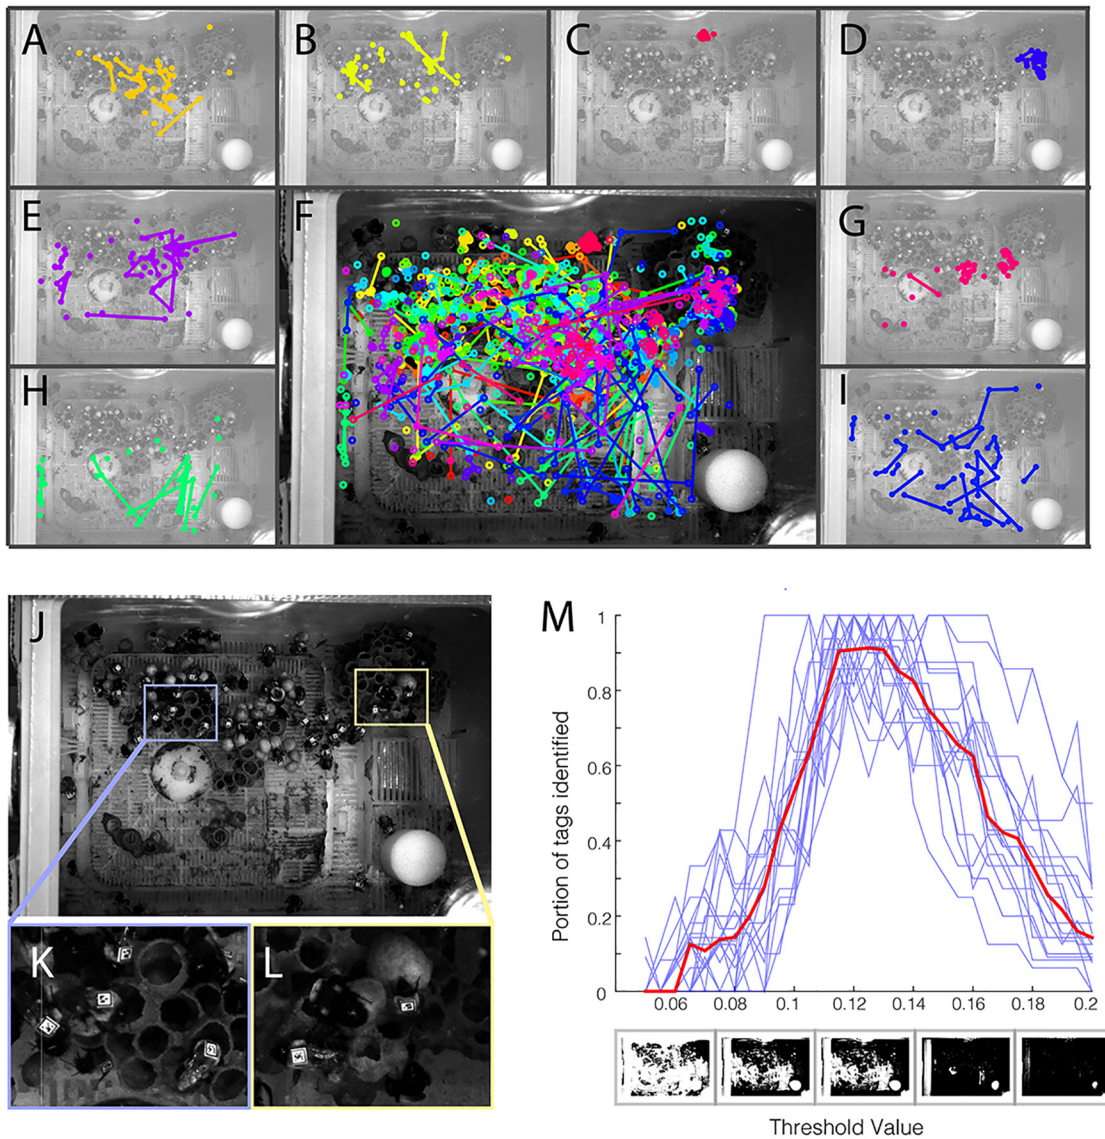 A
B
C
D
E
F
G
H
I
J
K
L
M
1
0.8
0.6
0.4
0.2
0
Portion of tags identified
0.06 0.08 0.1 0.12 0.14 0.16 0.18 0.2
Threshold Value